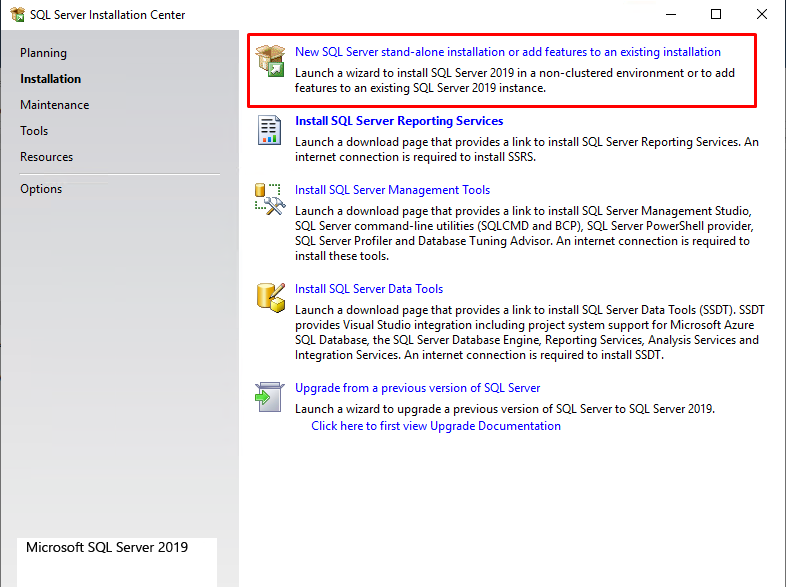 SQL Server Installation Center
Planning
Installation
Maintenance
Tools
Resources
Options
New SQL Server stand-alone installation or add features to an existing installation
Launch a wizard to install SQL Server 2019 in a non-clustered environment or to add
features to an existing SQL Server 2019 instance.
Install SQL Server Reporting Services
Launch a download page that provides a link to install SQL Server Reporting Services. An
internet connection is required to install SSRS.
Install SQL Server Management Tools
Launch a download page that provides a link to install SQL Server Management Studio,
SQL Server command-line utilities (SQLCMD and BCP), SQL Server PowerShell provider,
SQL Server Profiler and Database Tuning Advisor. An internet connection is required to
install these tools.
Install SQL Server Data Tools
Launch a download page that provides a link to install SQL Server Data Tools (SSDT). SSDT
provides Visual Studio integration including project system support for Microsoft Azure
SQL Database, the SQL Server Database Engine, Reporting Services, Analysis Services and
Integration Services. An internet connection is required to install SSDT.
Upgrade from a previous version of SQL Server
Launch a wizard to upgrade a previous version of SQL Server to SQL Server 2019.
Click here to first view Upgrade Documentation
Microsoft SQL Server 2019